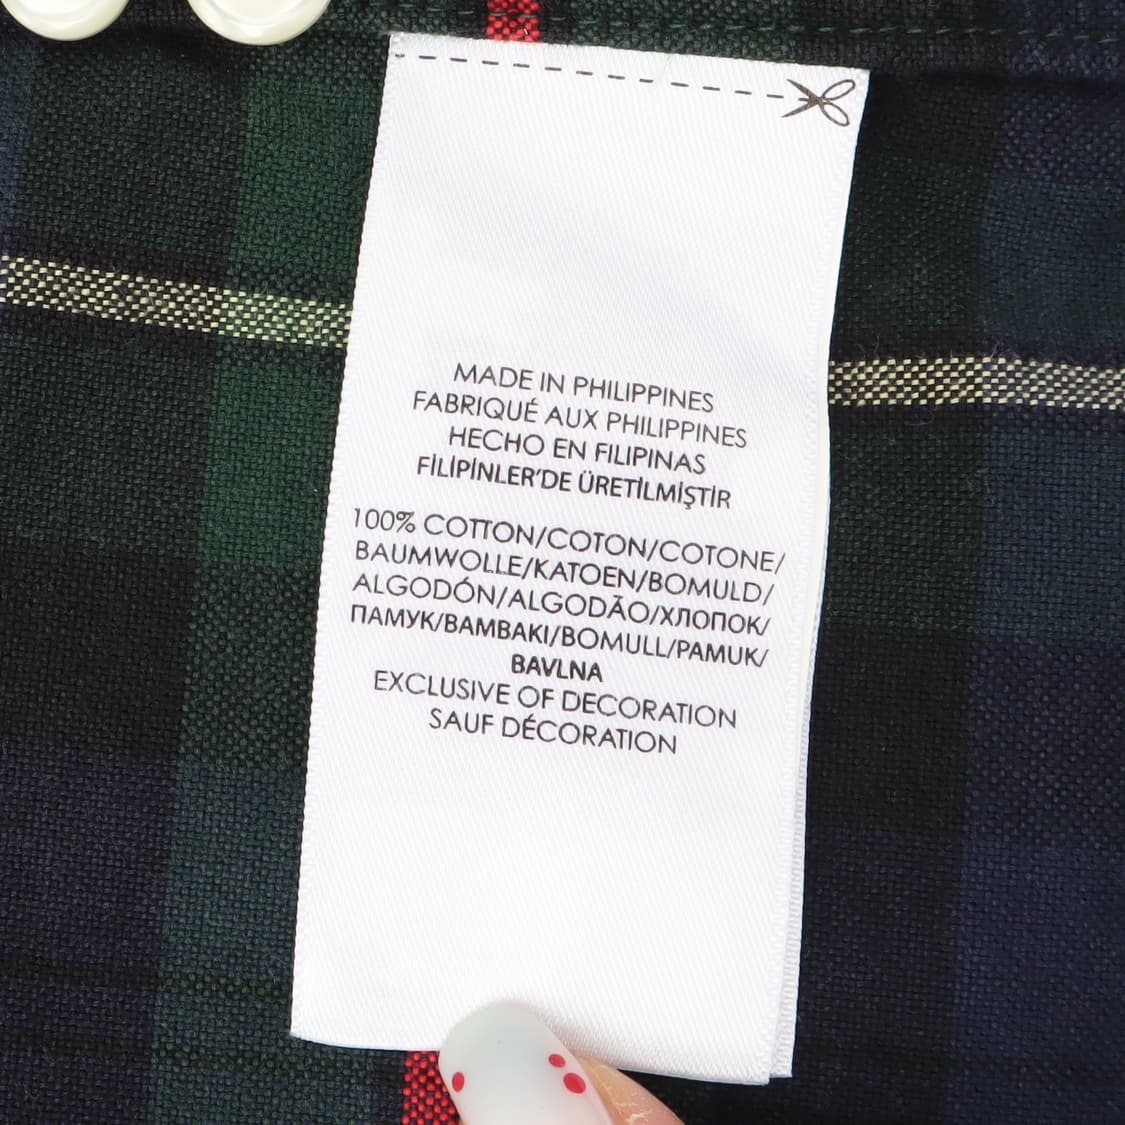 MADE IN PHILIPPINES
FABRIQUÉ AUX PHILIPPINES
HECHO EN FILIPINAS
FİLİPİNLER'DE ÜRETİLMİŞTİR
100% COTTON/COTON/COTONE/
BAUMWOLLE/KATOEN/BOMULD/
ALGODÓN/ALGODÃO/ХЛОПОК/
ПАМУК/ΒΑΜΒΑΚΙ/BOMULL/PAMUK/
BAVLNA
EXCLUSIVE OF DECORATION
SAUF DÉCORATION